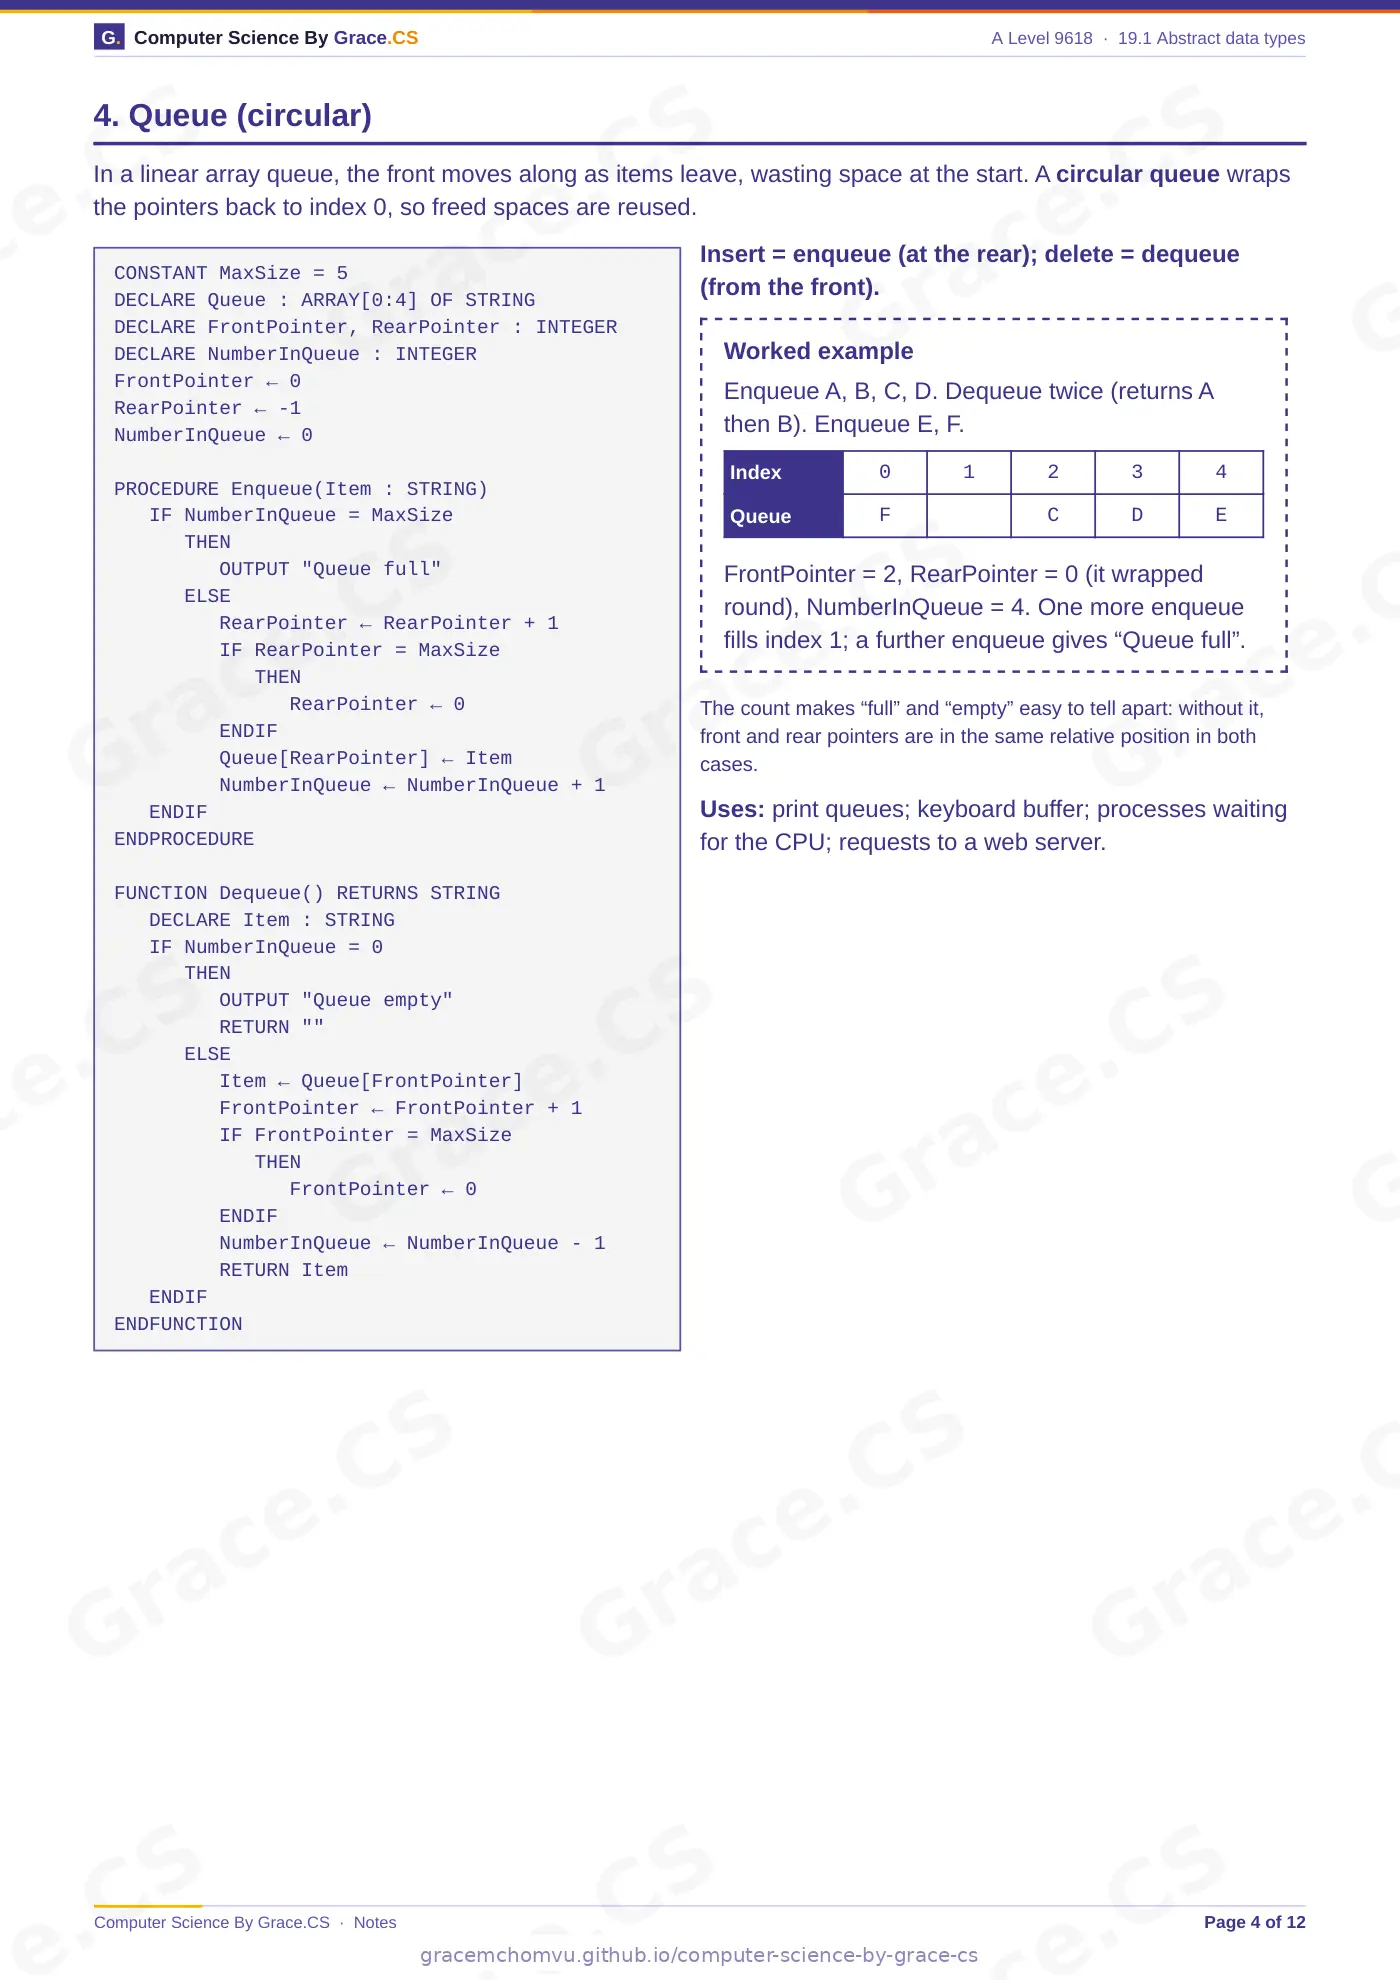 G. Computer Science By Grace.CS
A Level 9618 · 19.1 Abstract data types
4. Queue (circular)
In a linear array queue, the front moves along as items leave, wasting space at the start. A circular queue wraps
the pointers back to index 0, so freed spaces are reused.
CONSTANT MaxSize = 5
DECLARE Queue : ARRAY[0:4] OF STRING
DECLARE FrontPointer, RearPointer : INTEGER
DECLARE NumberInQueue : INTEGER
FrontPointer ← 0
RearPointer ← -1
NumberInQueue ← 0

PROCEDURE Enqueue(Item : STRING)
   IF NumberInQueue = MaxSize
      THEN
         OUTPUT "Queue full"
      ELSE
         RearPointer ← RearPointer + 1
         IF RearPointer = MaxSize
            THEN
               RearPointer ← 0
         ENDIF
         Queue[RearPointer] ← Item
         NumberInQueue ← NumberInQueue + 1
   ENDIF
ENDPROCEDURE

FUNCTION Dequeue() RETURNS STRING
   DECLARE Item : STRING
   IF NumberInQueue = 0
      THEN
         OUTPUT "Queue empty"
         RETURN ""
      ELSE
         Item ← Queue[FrontPointer]
         FrontPointer ← FrontPointer + 1
         IF FrontPointer = MaxSize
            THEN
               FrontPointer ← 0
         ENDIF
         NumberInQueue ← NumberInQueue - 1
         RETURN Item
   ENDIF
ENDFUNCTION
Insert = enqueue (at the rear); delete = dequeue
(from the front).
Worked example
Enqueue A, B, C, D. Dequeue twice (returns A
then B). Enqueue E, F.
Index 0 1 2 3 4
Queue F C D E
FrontPointer = 2, RearPointer = 0 (it wrapped
round), NumberInQueue = 4. One more enqueue
fills index 1; a further enqueue gives “Queue full”.
The count makes “full” and “empty” easy to tell apart: without it,
front and rear pointers are in the same relative position in both
cases.
Uses: print queues; keyboard buffer; processes waiting
for the CPU; requests to a web server.
Computer Science By Grace.CS · Notes
Page 4 of 12
gracemchomvu.github.io/computer-science-by-grace-cs